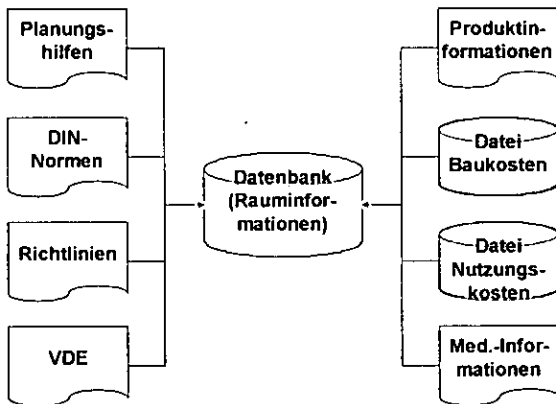 Planungs-
hilfen
DIN-
Normen
Richtlinien
VDE
Datenbank
(Rauminfor-
mationen)
Produktin-
formationen
Datei
Baukosten
Datei
Nutzungs-
kosten
Med.-Infor-
mationen